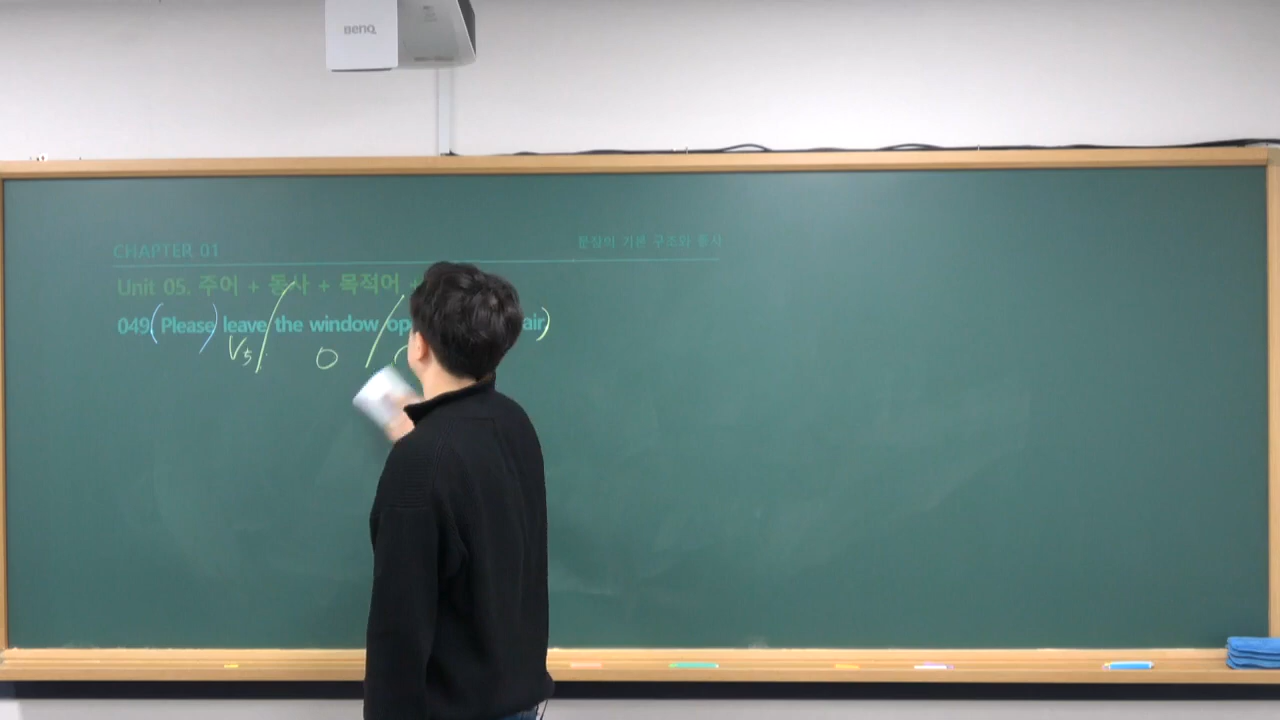 BenQ
CHAPTER 01
문장의 기본 구조와 동사
Unit 05. 주어 + 동사 + 목적어 +
049 (Please) leave / the window / op air)
V5 O